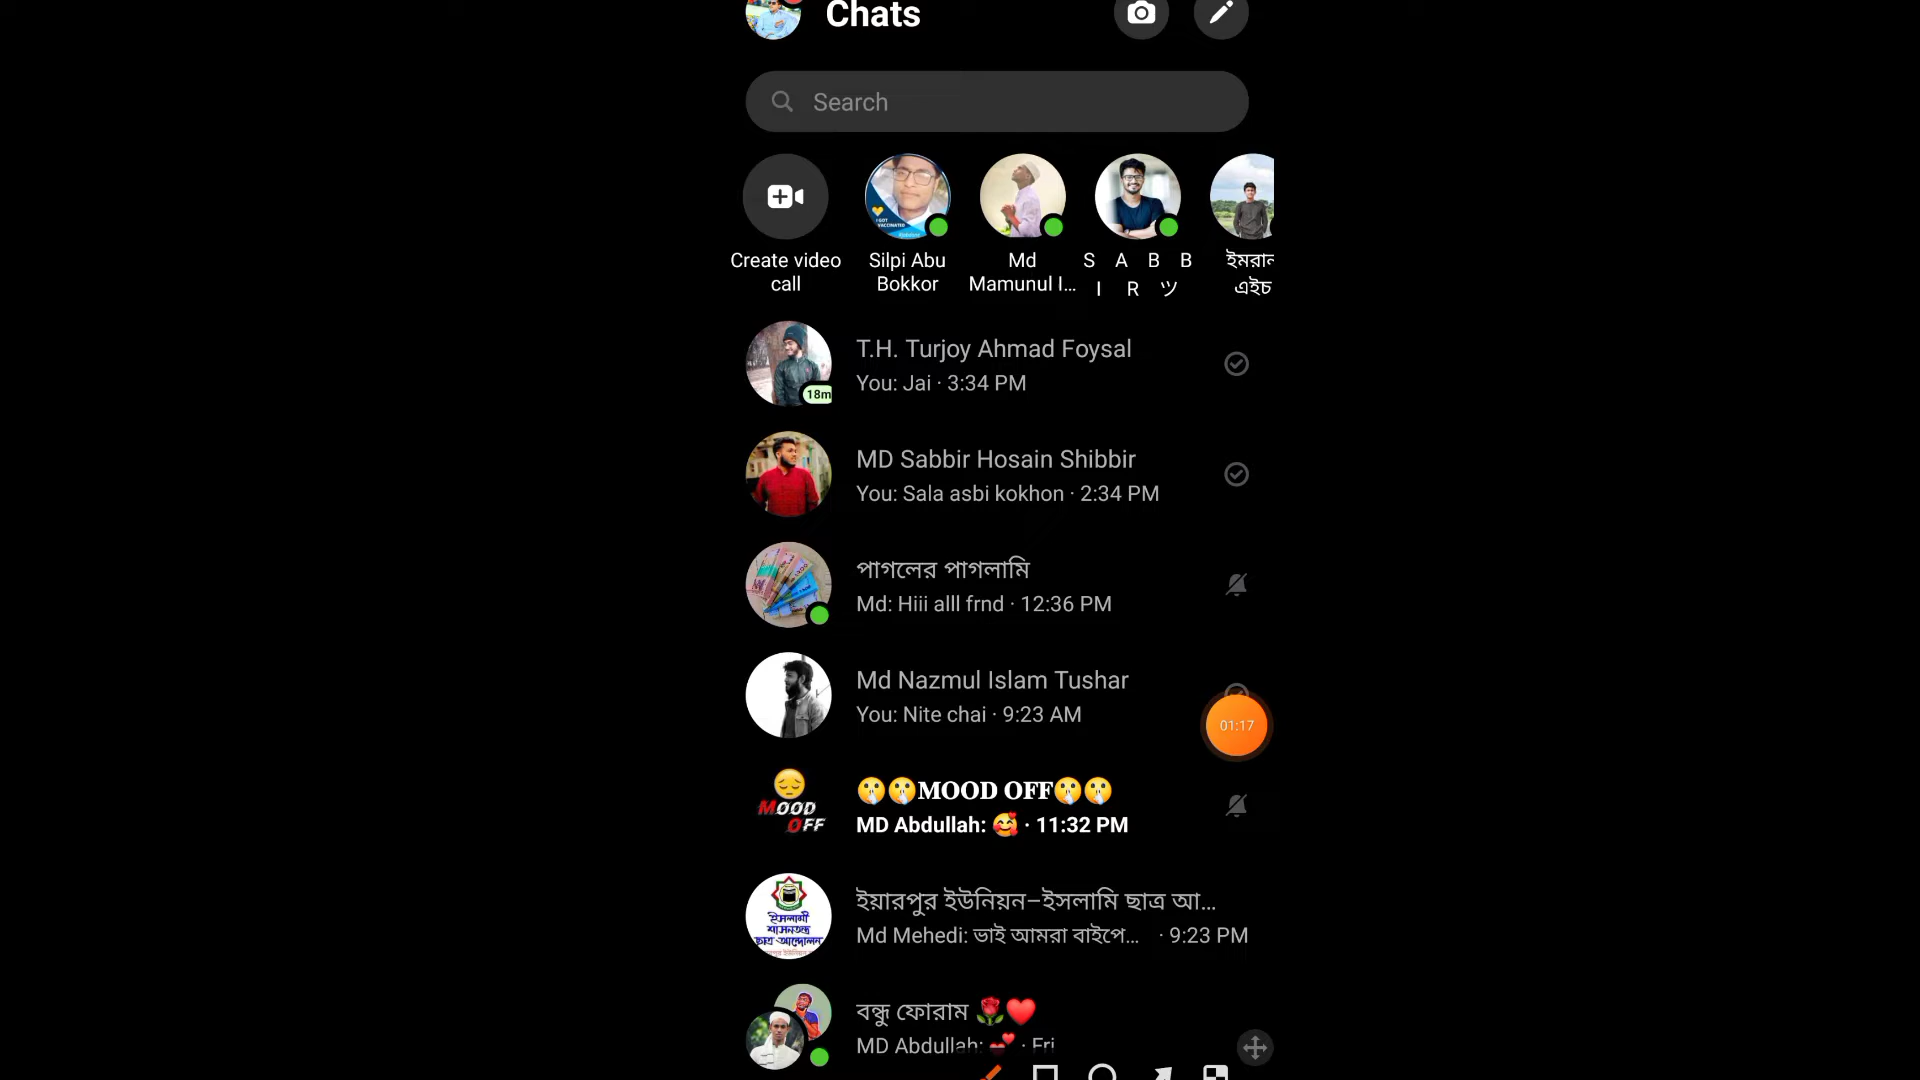 Chats
Search
Create video call
Silpi Abu Bokkor
Md Mamunul I...
S A B B I R ツ
ইমরান এইচ
T.H. Turjoy Ahmad Foysal
You: Jai · 3:34 PM
18m
MD Sabbir Hosain Shibbir
You: Sala asbi kokhon · 2:34 PM
পাগলের পাগলামি
Md: Hiii alll frnd · 12:36 PM
Md Nazmul Islam Tushar
You: Nite chai · 9:23 AM
01:17
🤫🤫MOOD OFF🤫🤫
MD Abdullah: 🥰 · 11:32 PM
MOOD
OFF
ইয়ারপুর ইউনিয়ন–ইসলামি ছাত্র আ...
Md Mehedi: ভাই আমরা বাইপে... · 9:23 PM
ইসলামী
শাসনতন্ত্র
ছাত্র আন্দোলন
বন্ধু ফোরাম 🌹❤️
MD Abdullah: 💕 · Fri